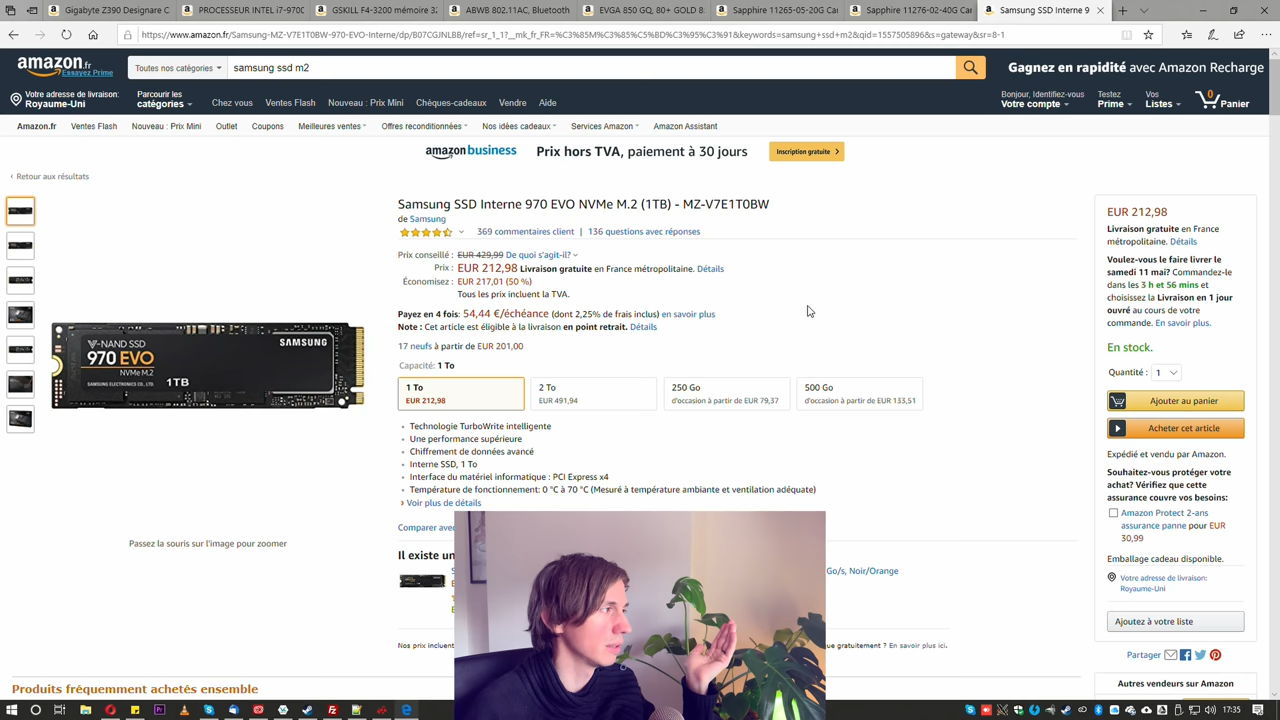 Gigabyte Z390 Designare C
PROCESSEUR INTEL i7-9700
GSKILL F4-3200 mémoire 32
ABWB 802.11AC, Bluetooth
EVGA 850 GQ, 80+ GOLD 8
Sapphire 11265-05-20G Car
Sapphire 11276-02-40G Car
Samsung SSD Interne 9
https://www.amazon.fr/Samsung-MZ-V7E1T0BW-970-EVO-Interne/dp/B07CGJNLBB/ref=sr_1_1?__mk_fr_FR=%C3%85M%C3%85%C5%BD%C3%95%C3%91&keywords=samsung+ssd+m2&qid=1557505896&s=gateway&sr=8-1
amazon.fr
Essayez Prime
Toutes nos catégories
samsung ssd m2
Gagnez en rapidité avec Amazon Recharge
Votre adresse de livraison:
Royaume-Uni
Parcourir les
catégories
Chez vous Ventes Flash Nouveau : Prix Mini Chèques-cadeaux Vendre Aide
Bonjour, Identifiez-vous
Votre compte
Testez
Prime
Vos
Listes
0
Panier
Amazon.fr Ventes Flash Nouveau : Prix Mini Outlet Coupons Meilleures ventes Offres reconditionnées Nos idées cadeaux Services Amazon Amazon Assistant
amazon business Prix hors TVA, paiement à 30 jours Inscription gratuite
‹ Retour aux résultats
Samsung SSD Interne 970 EVO NVMe M.2 (1TB) - MZ-V7E1T0BW
de Samsung
369 commentaires client | 136 questions avec réponses
Prix conseillé : EUR 429,99 De quoi s'agit-il?
Prix : EUR 212,98 Livraison gratuite en France métropolitaine. Détails
Économisez : EUR 217,01 (50 %)
Tous les prix incluent la TVA.
Payez en 4 fois: 54,44 €/échéance (dont 2,25% de frais inclus) en savoir plus
Note : Cet article est éligible à la livraison en point retrait. Détails
17 neufs à partir de EUR 201,00
Capacité: 1 To
1 To
EUR 212,98
2 To
EUR 491,94
250 Go
d'occasion à partir de EUR 79,37
500 Go
d'occasion à partir de EUR 133,51
Technologie TurboWrite intelligente
Une performance supérieure
Chiffrement de données avancé
Interne SSD, 1 To
Interface du matériel informatique : PCI Express x4
Température de fonctionnement: 0 °C à 70 °C (Mesuré à température ambiante et ventilation adéquate)
› Voir plus de détails
Comparer avec
Il existe un
Go/s, Noir/Orange
Nos prix incluent
que gratuitement ? En savoir plus ici.
V-NAND SSD
970 EVO
NVMe M.2
SAMSUNG ELECTRONICS CO., LTD.
1TB
SAMSUNG
Passez la souris sur l'image pour zoomer
Produits fréquemment achetés ensemble
EUR 212,98
Livraison gratuite en France
métropolitaine. Détails
Voulez-vous le faire livrer le
samedi 11 mai? Commandez-le
dans les 3 h et 56 mins et
choisissez la Livraison en 1 jour
ouvré au cours de votre
commande. En savoir plus.
En stock.
Quantité : 1
Ajouter au panier
Acheter cet article
Expédié et vendu par Amazon.
Souhaitez-vous protéger votre
achat? Vérifiez que cette
assurance couvre vos besoins:
Amazon Protect 2-ans
assurance panne pour EUR
30,99
Emballage cadeau disponible.
Votre adresse de livraison:
Royaume-Uni
Ajoutez à votre liste
Partager
Autres vendeurs sur Amazon
17:35